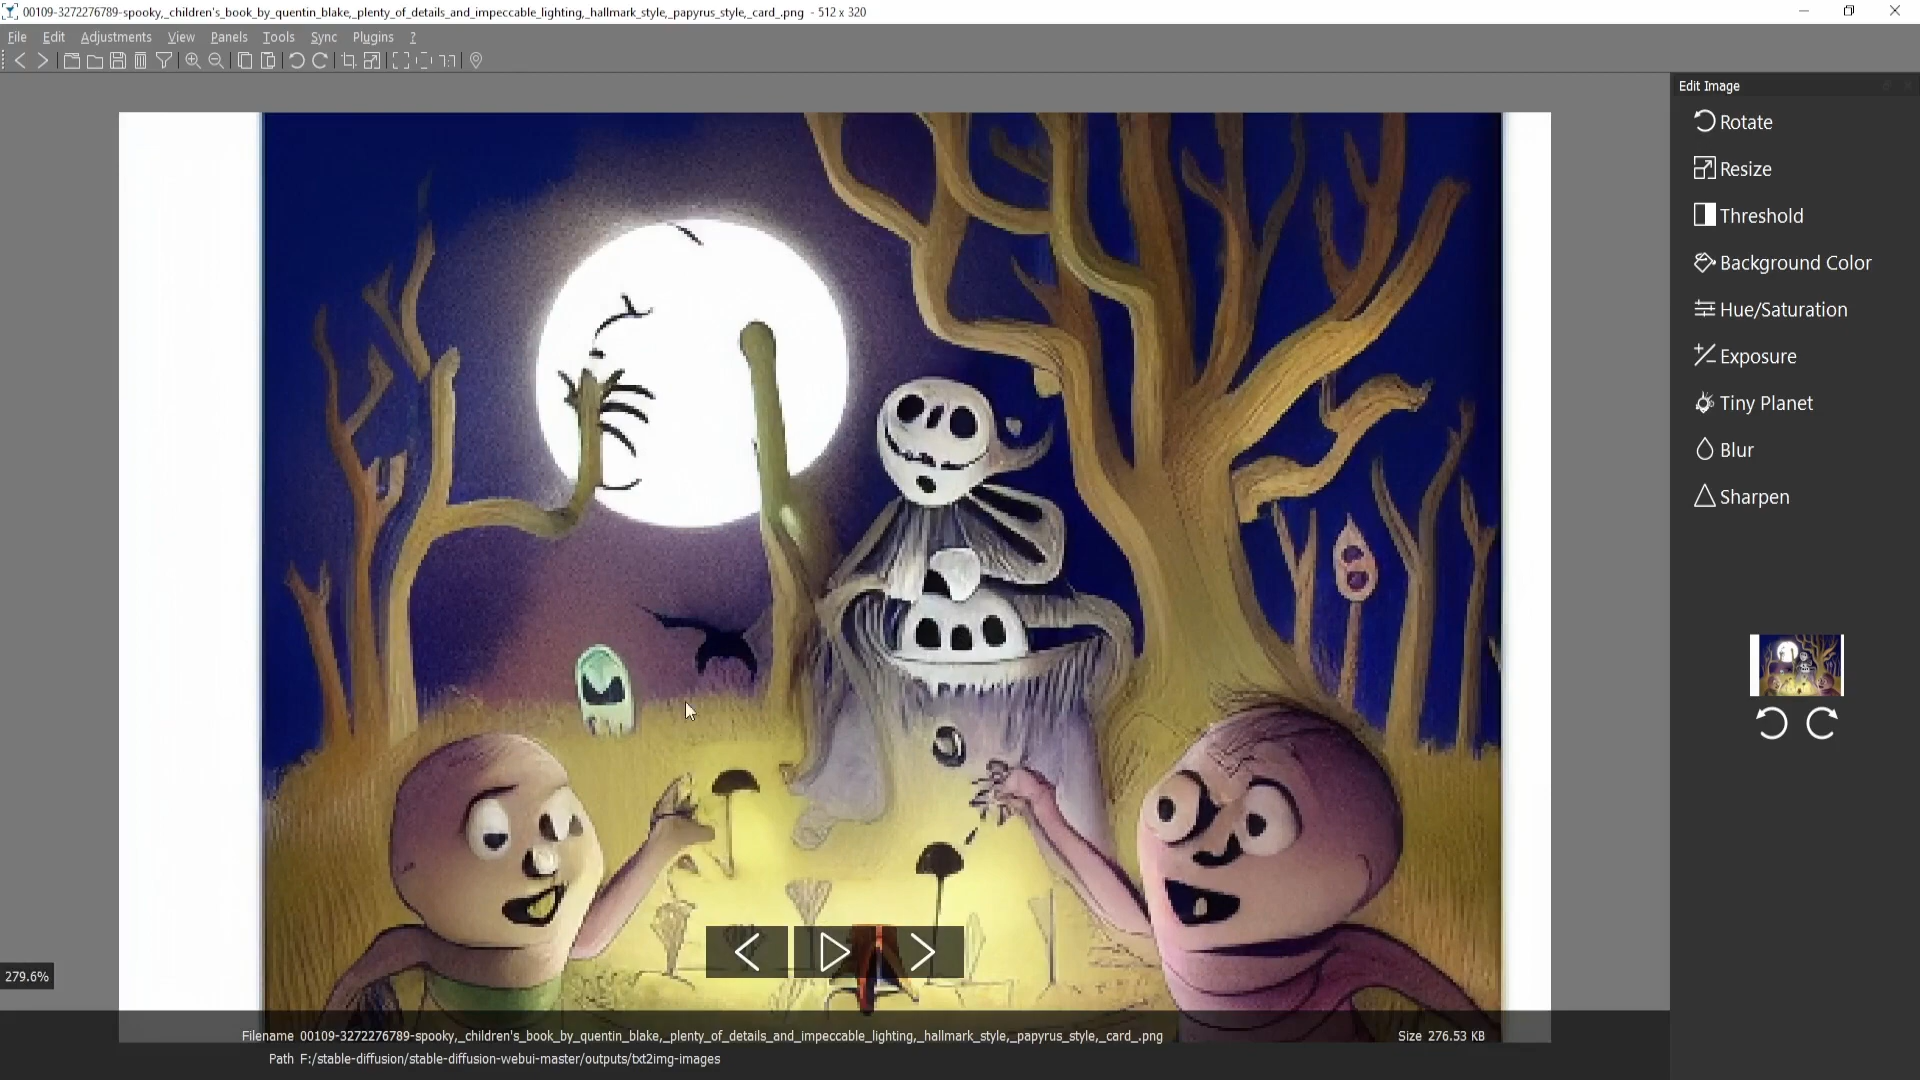 00109-3272276789-spooky,_children's_book_by_quentin_blake,_plenty_of_details_and_impeccable_lighting,_hallmark_style,_papyrus_style,_card_.png - 512 x 320
File Edit Adjustments View Panels Tools Sync Plugins ?
1:1
Edit Image
Rotate
Resize
Threshold
Background Color
Hue/Saturation
Exposure
Tiny Planet
Blur
Sharpen
279.6%
Filename 00109-3272276789-spooky,_children's_book_by_quentin_blake,_plenty_of_details_and_impeccable_lighting,_hallmark_style,_papyrus_style,_card_.png Size 276.53 KB
Path F:/stable-diffusion/stable-diffusion-webui-master/outputs/txt2img-images